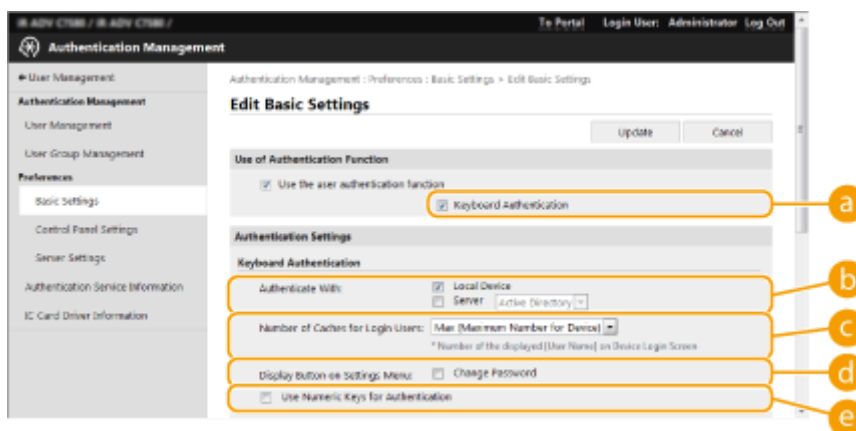 To Portal Login User: Administrator Log Out
Authentication Management
User Management
Authentication Management : Preferences : Basic Settings > Edit Basic Settings
Authentication Management
Edit Basic Settings
User Management
Update Cancel
User Group Management
Use of Authentication Function
Preferences
Use the user authentication function
Basic Settings
Keyboard Authentication
a
Control Panel Settings
Authentication Settings
Server Settings
Keyboard Authentication
Authentication Service Information
Authenticate With: Local Device
b
Server Active Directory
IC Card Driver Information
Number of Caches for Login Users: Max (Maximum Number for Device)
c
* Number of the displayed [User Name] on Device Login Screen
Display Button on Settings Menu: Change Password
d
Use Numeric Keys for Authentication
e